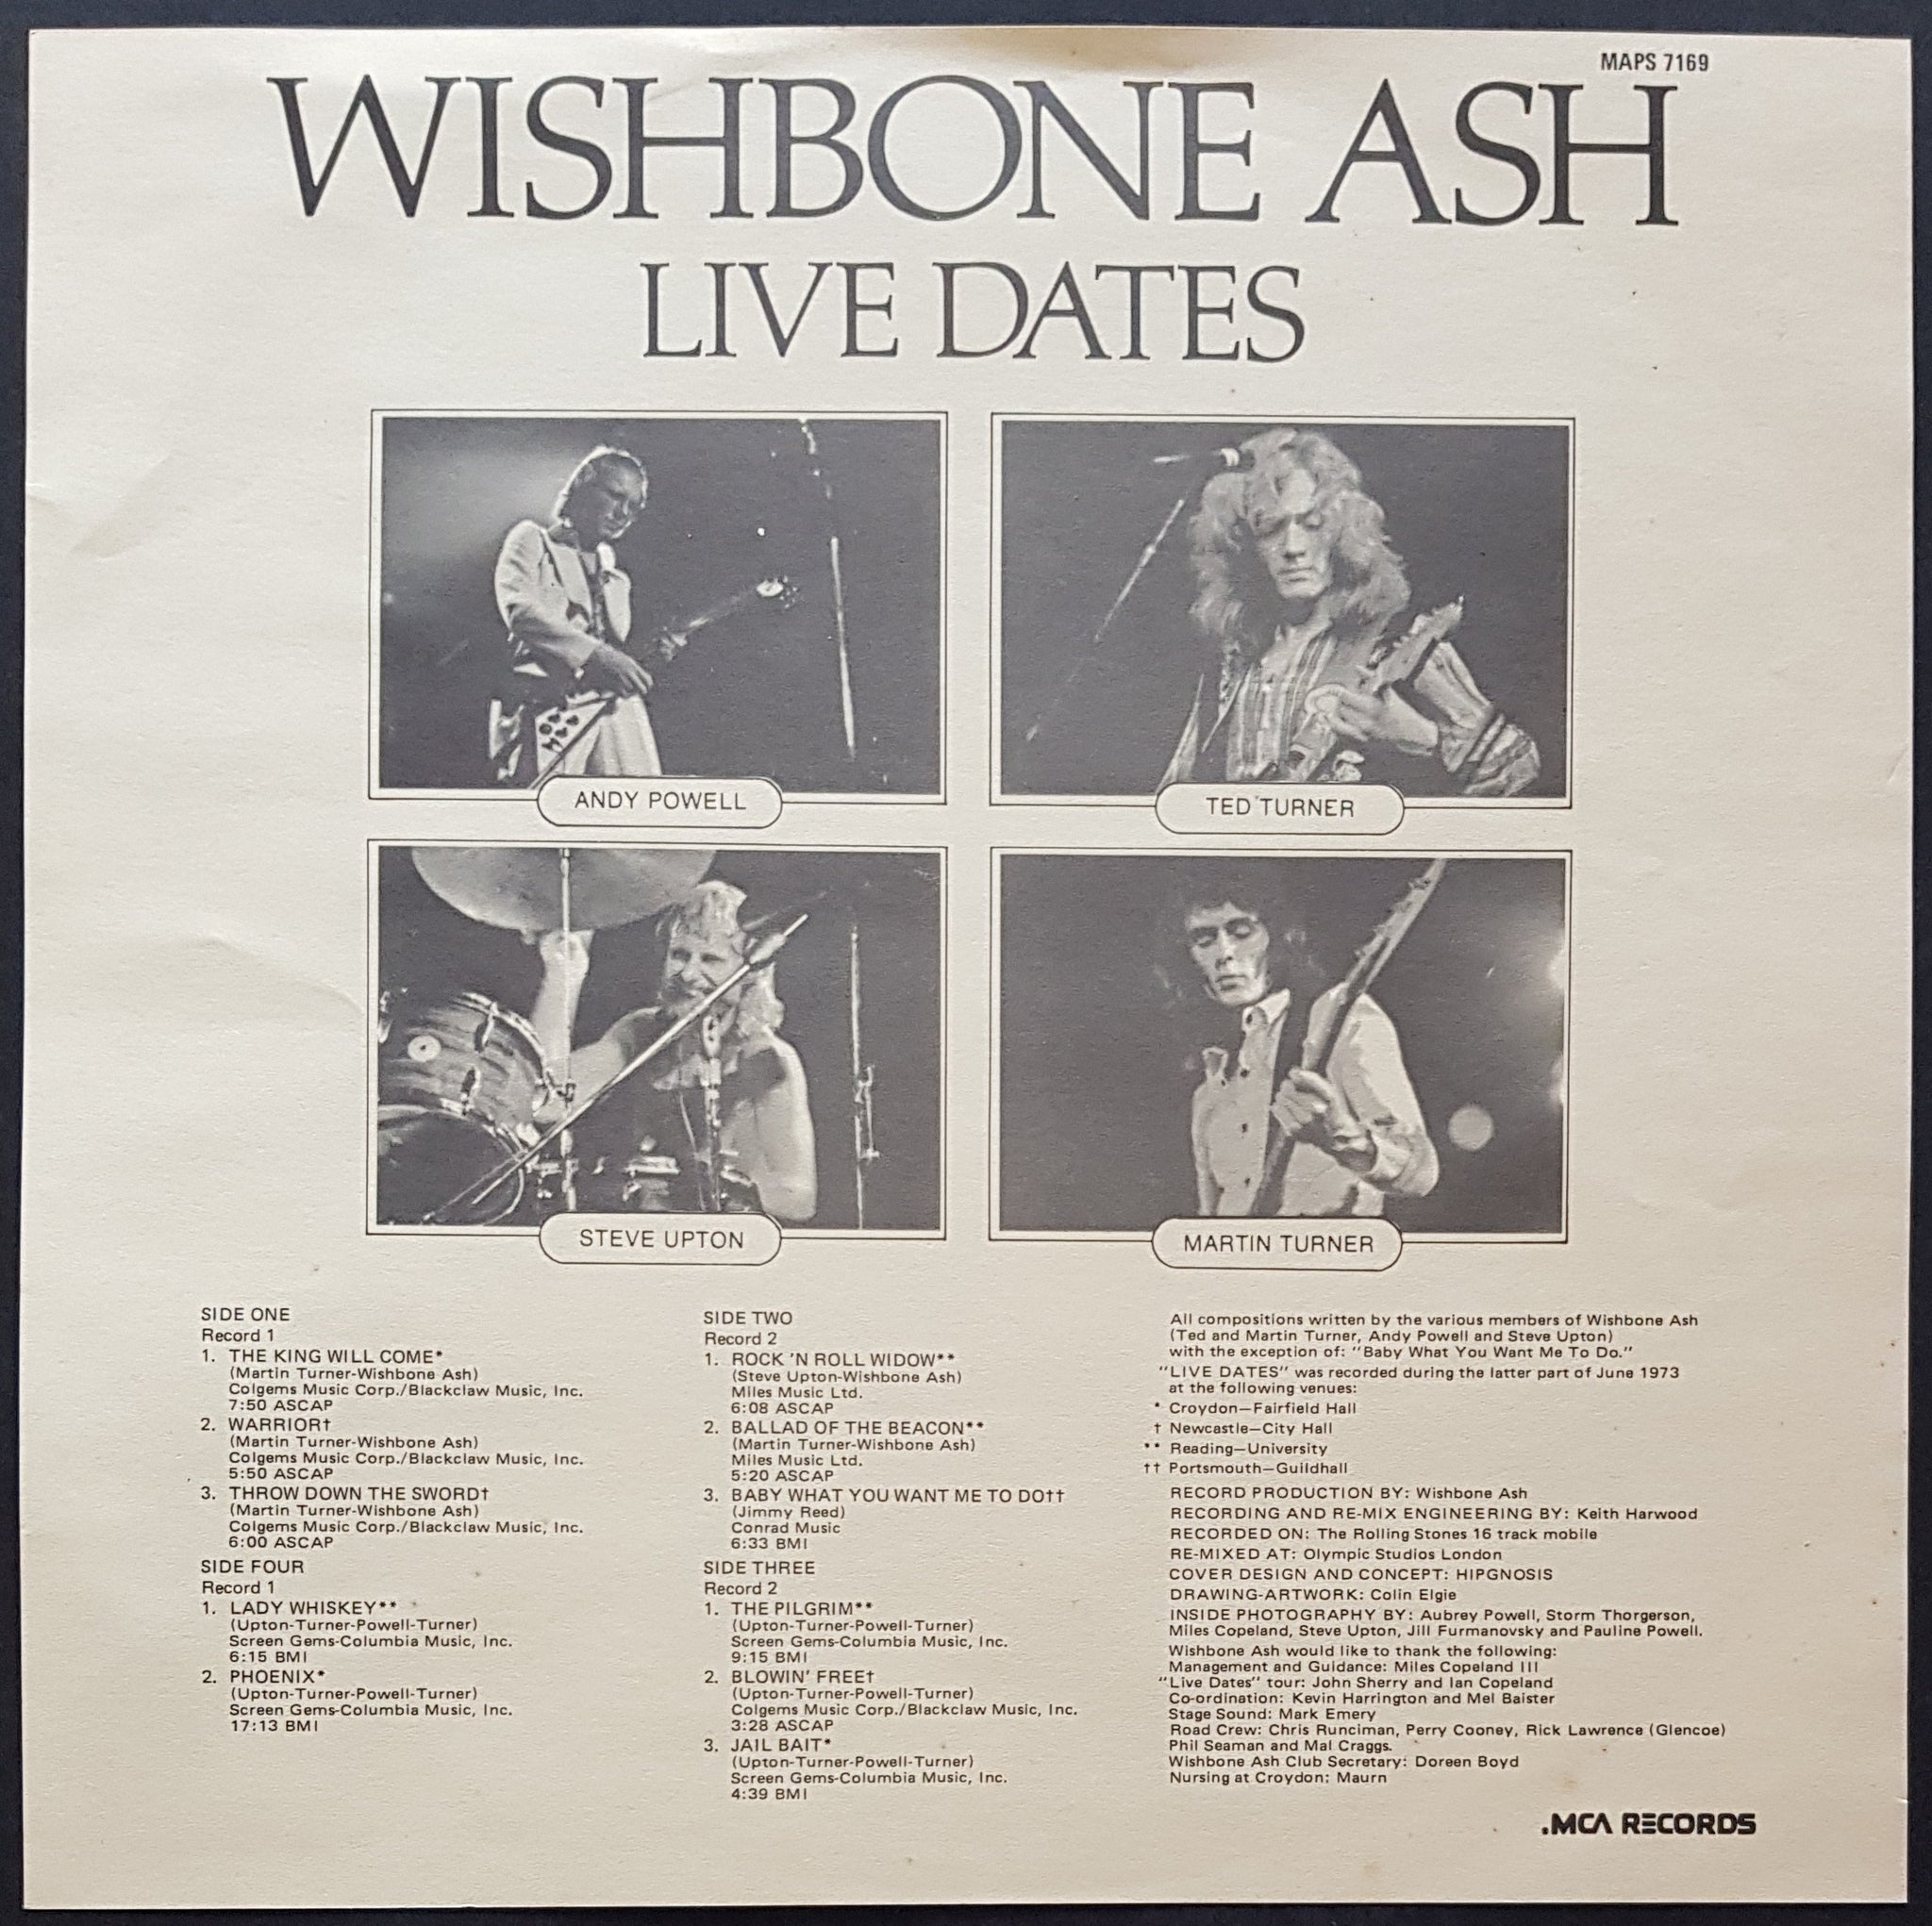 MAPS 7169
WISHBONE ASH
LIVE DATES
ANDY POWELL
TED TURNER
STEVE UPTON
MARTIN TURNER
SIDE ONE
Record 1
1. THE KING WILL COME*
(Martin Turner-Wishbone Ash)
Colgems Music Corp./Blackclaw Music, Inc.
7:50 ASCAP
2. WARRIOR†
(Martin Turner-Wishbone Ash)
Colgems Music Corp./Blackclaw Music, Inc.
5:50 ASCAP
3. THROW DOWN THE SWORD†
(Martin Turner-Wishbone Ash)
Colgems Music Corp./Blackclaw Music, Inc.
6:00 ASCAP
SIDE FOUR
Record 1
1. LADY WHISKEY**
(Upton-Turner-Powell-Turner)
Screen Gems-Columbia Music, Inc.
6:15 BMI
2. PHOENIX*
(Upton-Turner-Powell-Turner)
Screen Gems-Columbia Music, Inc.
17:13 BMI
SIDE TWO
Record 2
1. ROCK 'N ROLL WIDOW**
(Steve Upton-Wishbone Ash)
Miles Music Ltd.
6:08 ASCAP
2. BALLAD OF THE BEACON**
(Martin Turner-Wishbone Ash)
Miles Music Ltd.
5:20 ASCAP
3. BABY WHAT YOU WANT ME TO DO††
(Jimmy Reed)
Conrad Music
6:33 BMI
SIDE THREE
Record 2
1. THE PILGRIM**
(Upton-Turner-Powell-Turner)
Screen Gems-Columbia Music, Inc.
9:15 BMI
2. BLOWIN' FREE†
(Upton-Turner-Powell-Turner)
Colgems Music Corp./Blackclaw Music, Inc.
3:28 ASCAP
3. JAIL BAIT*
(Upton-Turner-Powell-Turner)
Screen Gems-Columbia Music, Inc.
4:39 BMI
All compositions written by the various members of Wishbone Ash
(Ted and Martin Turner, Andy Powell and Steve Upton)
with the exception of: "Baby What You Want Me To Do."
"LIVE DATES" was recorded during the latter part of June 1973
at the following venues:
* Croydon—Fairfield Hall
† Newcastle—City Hall
** Reading—University
†† Portsmouth—Guildhall
RECORD PRODUCTION BY: Wishbone Ash
RECORDING AND RE-MIX ENGINEERING BY: Keith Harwood
RECORDED ON: The Rolling Stones 16 track mobile
RE-MIXED AT: Olympic Studios London
COVER DESIGN AND CONCEPT: HIPGNOSIS
DRAWING-ARTWORK: Colin Elgie
INSIDE PHOTOGRAPHY BY: Aubrey Powell, Storm Thorgerson,
Miles Copeland, Steve Upton, Jill Furmanovsky and Pauline Powell.
Wishbone Ash would like to thank the following:
Management and Guidance: Miles Copeland III
"Live Dates" tour: John Sherry and Ian Copeland
Co-ordination: Kevin Harrington and Mel Baister
Stage Sound: Mark Emery
Road Crew: Chris Runciman, Perry Cooney, Rick Lawrence (Glencoe)
Phil Seaman and Mal Craggs.
Wishbone Ash Club Secretary: Doreen Boyd
Nursing at Croydon: Maurn
.MCA RECORDS